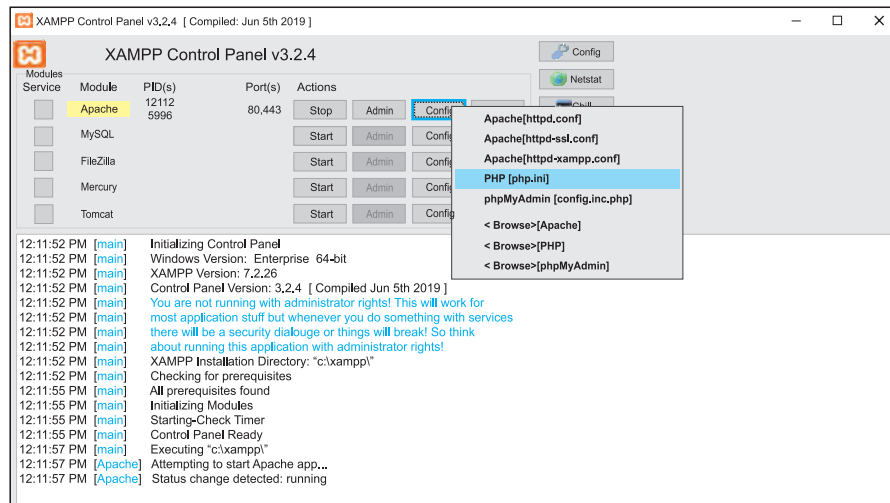 XAMPP Control Panel v3.2.4 [ Compiled: Jun 5th 2019 ]
XAMPP Control Panel v3.2.4
Config
Netstat
Modules
Service Module PID(s) Port(s) Actions
Apache 12112 5996 80,443 Stop Admin Config
MySQL Start Admin Config
FileZilla Start Admin Config
Mercury Start Admin Config
Tomcat Start Admin Config
Apache[httpd.conf]
Apache[httpd-ssl.conf]
Apache[httpd-xampp.conf]
PHP [php.ini]
phpMyAdmin [config.inc.php]
< Browse>[Apache]
< Browse>[PHP]
< Browse>[phpMyAdmin]
12:11:52 PM [main] Initializing Control Panel
12:11:52 PM [main] Windows Version: Enterprise 64-bit
12:11:52 PM [main] XAMPP Version: 7.2.26
12:11:52 PM [main] Control Panel Version: 3.2.4 [ Compiled Jun 5th 2019 ]
12:11:52 PM [main] You are not running with administrator rights! This will work for
12:11:52 PM [main] most application stuff but whenever you do something with services
12:11:52 PM [main] there will be a security dialouge or things will break! So think
12:11:52 PM [main] about running this application with administrator rights!
12:11:52 PM [main] XAMPP Installation Directory: “c:\xampp\”
12:11:52 PM [main] Checking for prerequisites
12:11:55 PM [main] All prerequisites found
12:11:55 PM [main] Initializing Modules
12:11:55 PM [main] Starting-Check Timer
12:11:55 PM [main] Control Panel Ready
12:11:57 PM [main] Executing “c:\xampp\”
12:11:57 PM [Apache] Attempting to start Apache app...
12:11:57 PM [Apache] Status change detected: running